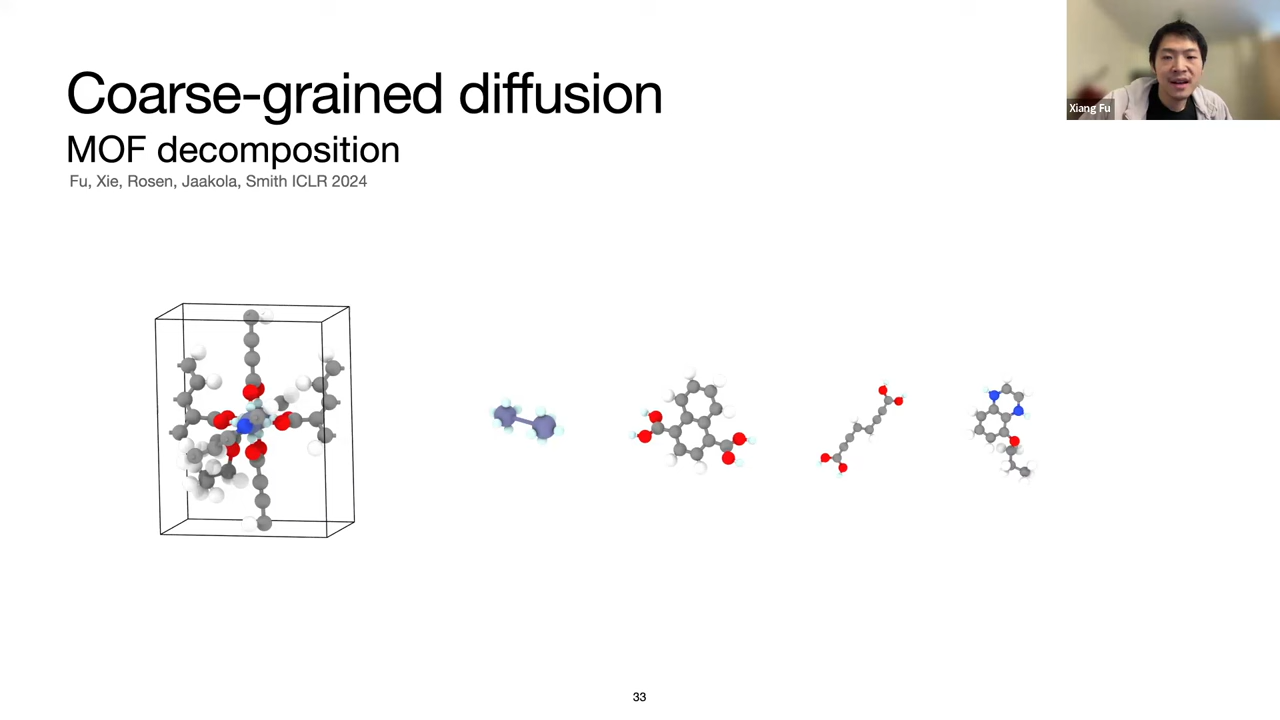 Coarse-grained diffusion
MOF decomposition
Fu, Xie, Rosen, Jaakola, Smith ICLR 2024
Xiang Fu
33